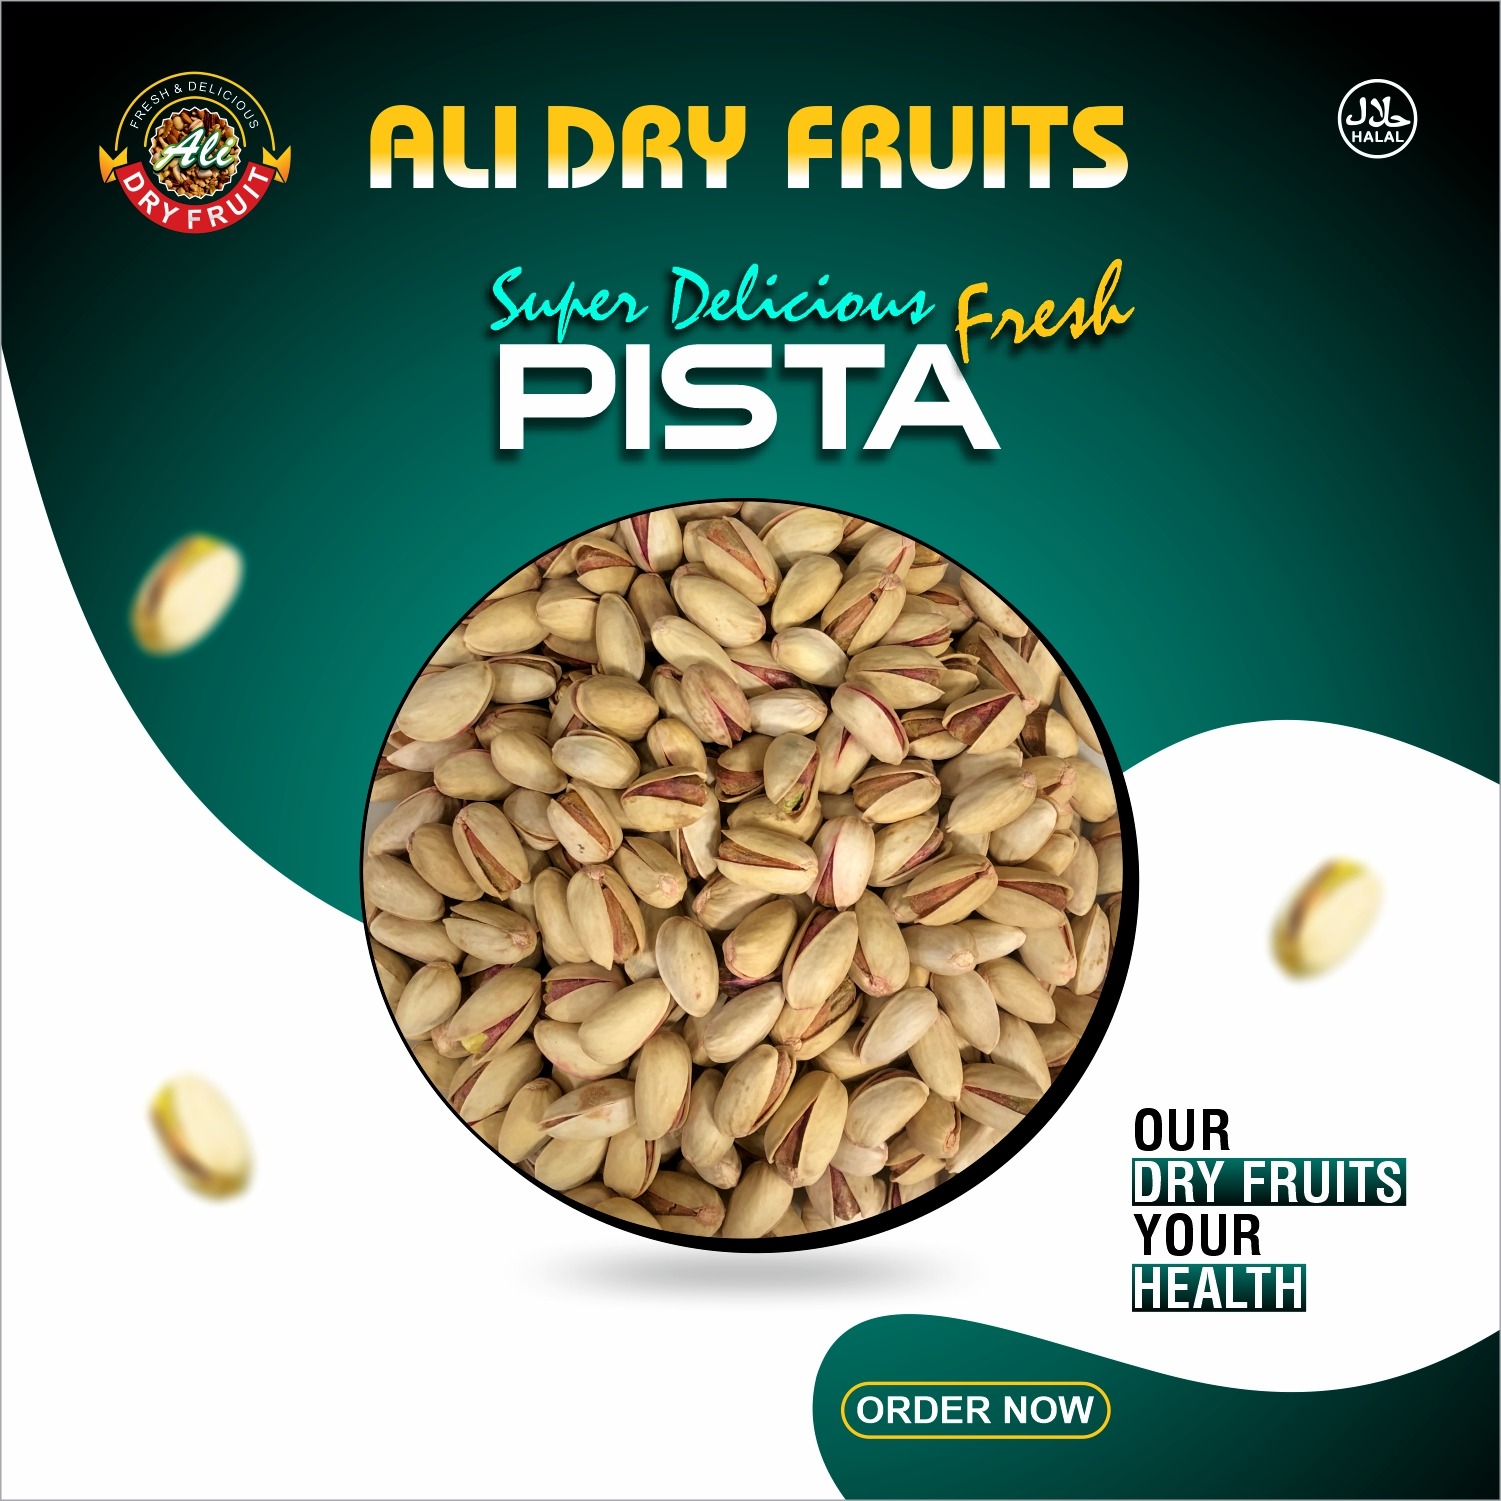 FRESH & DELICIOUS
Ali
DRY FRUIT
ALI DRY FRUITS
حلال
HALAL
Super Delicious Fresh
PISTA
OUR
DRY FRUITS
YOUR
HEALTH
ORDER NOW